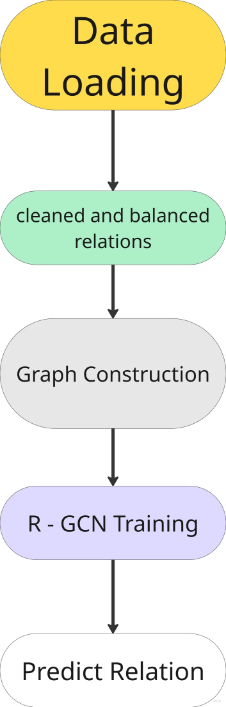 Data
Loading
cleaned and balanced
relations
Graph Construction
R - GCN Training
Predict Relation